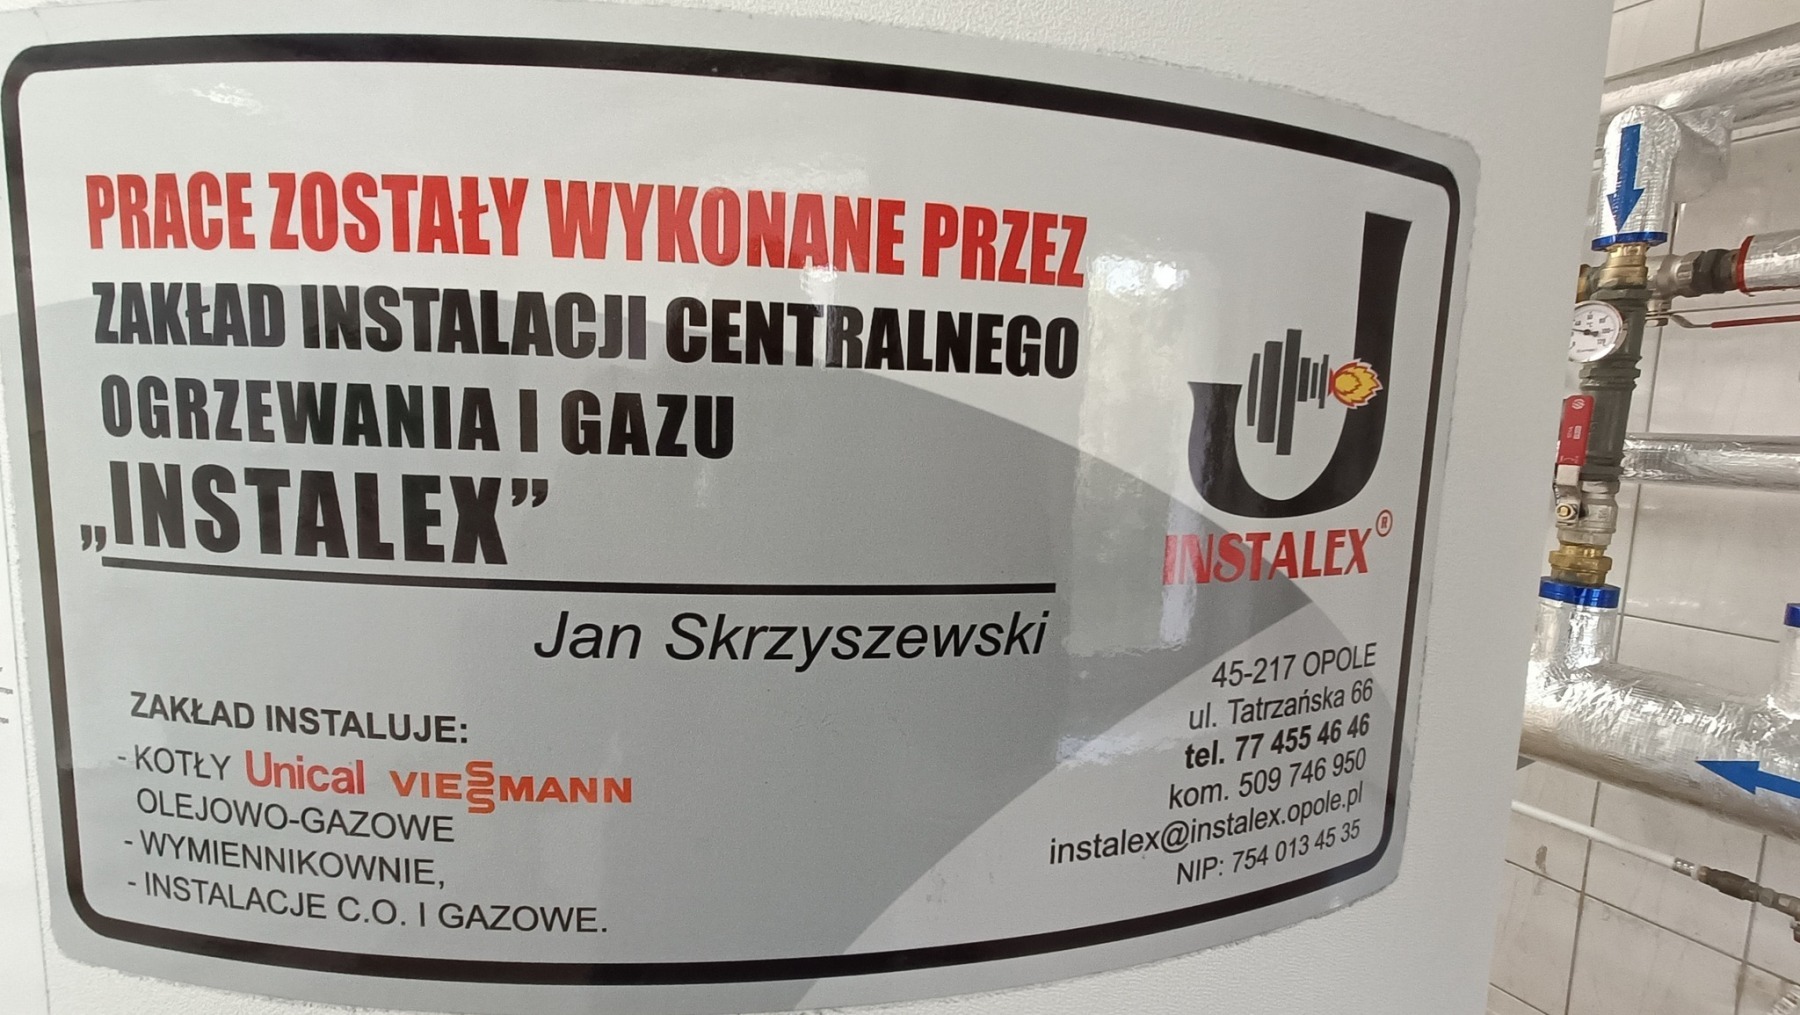 PRACE ZOSTAŁY WYKONANE PRZEZ
ZAKŁAD INSTALACJI CENTRALNEGO
OGRZEWANIA I GAZU
„INSTALEX”
Jan Skrzyszewski
ZAKŁAD INSTALUJE:
- KOTŁY Unical VIESSMANN
OLEJOWO-GAZOWE
- WYMIENNIKOWNIE,
- INSTALACJE C.O. I GAZOWE.
INSTALEX®
45-217 OPOLE
ul. Tatrzańska 66
tel. 77 455 46 46
kom. 509 746 950
instalex@instalex.opole.pl
NIP: 754 013 45 35